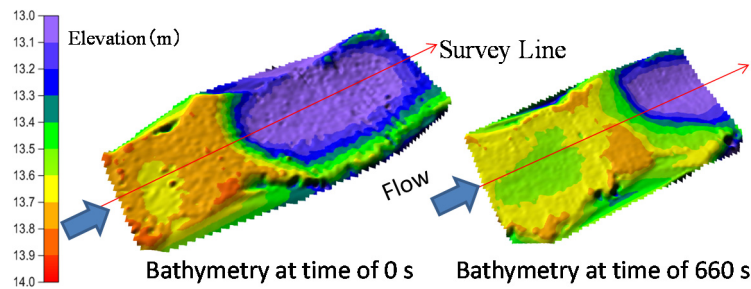 13.0
13.1
13.2
13.3
13.4
13.5
13.6
13.7
13.8
13.9
14.0
Elevation(m)
Survey Line
Flow
Bathymetry at time of 0 s
Bathymetry at time of 660 s